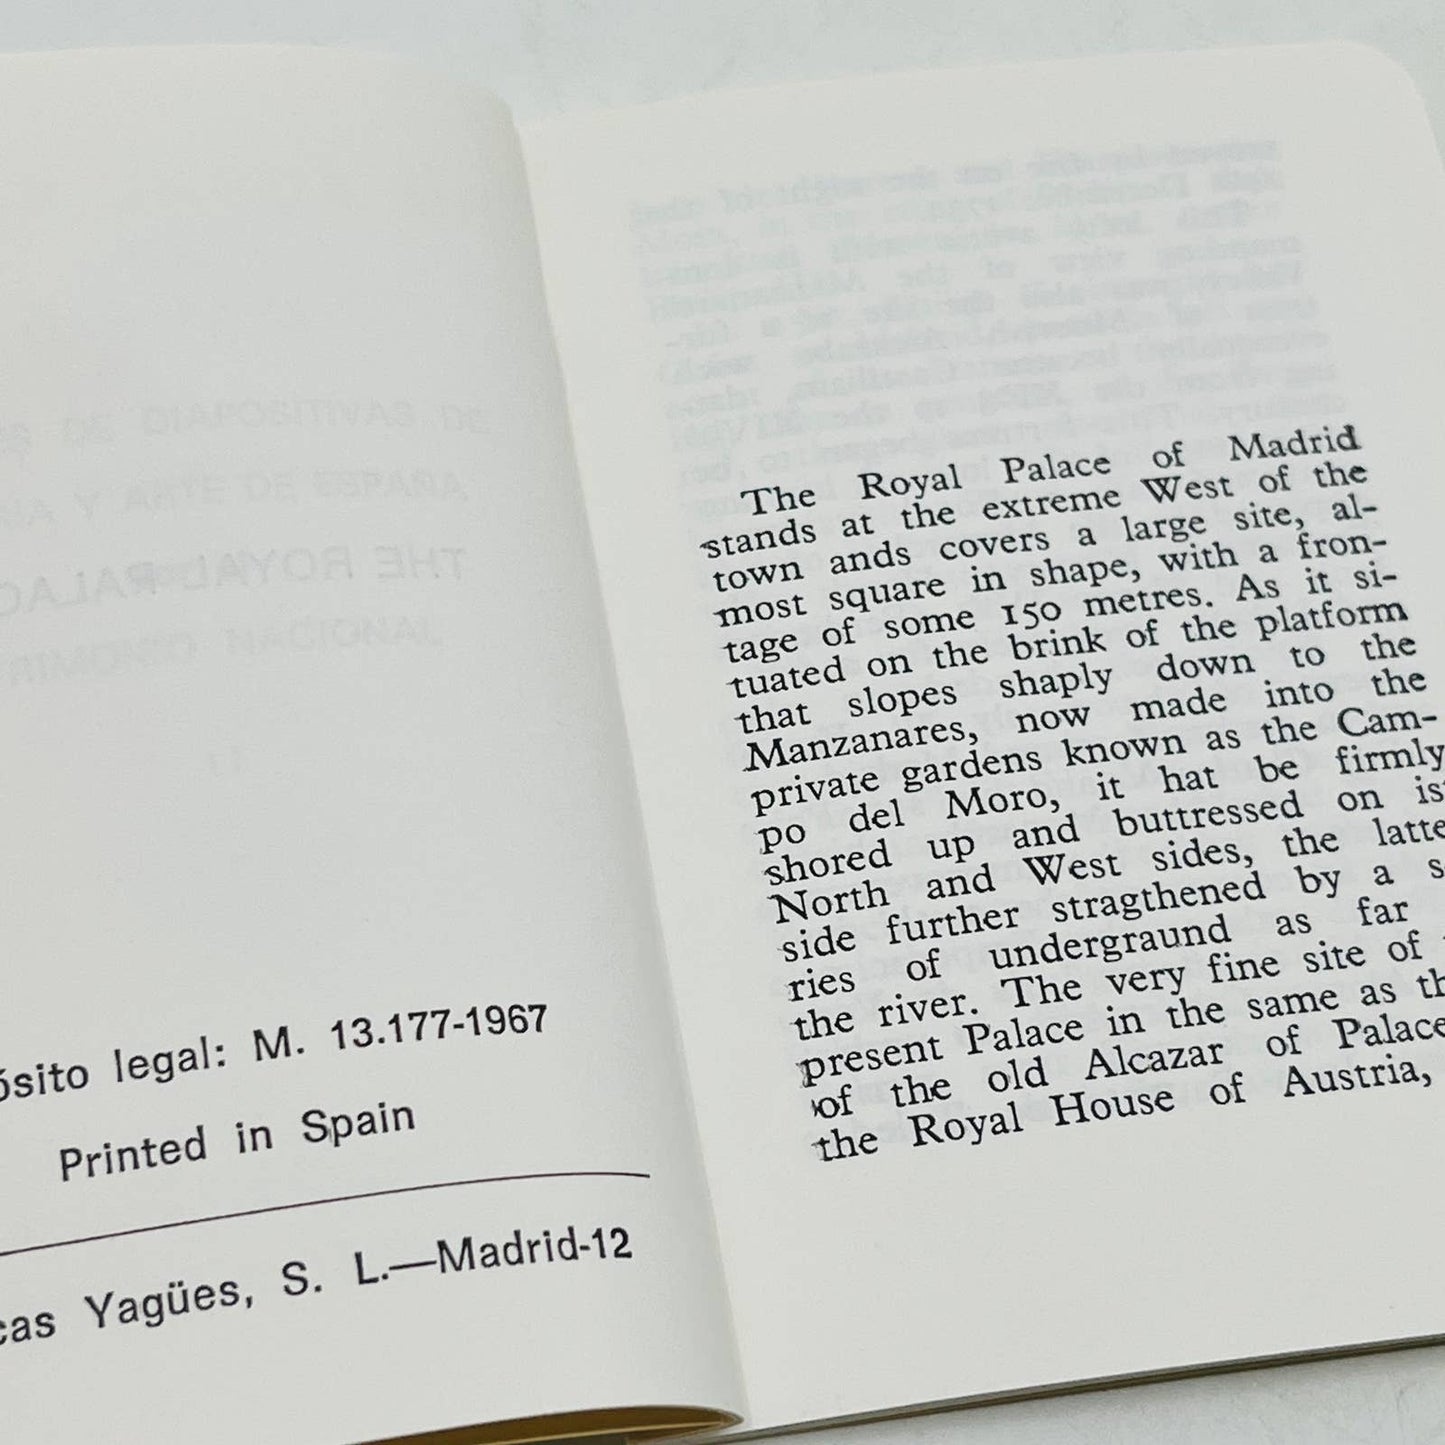 legal: M. 13.177-1967
Printed in Spain
Yagües, S. L.—Madrid-12
The Royal Palace of Madrid
stands at the extreme West of the
town ands covers a large site, al-
most square in shape, with a fron-
tage of some 150 metres. As it si-
tuated on the brink of the platform
that slopes shaply down to the
Manzanares, now made into the
private gardens known as the Cam-
po del Moro, it hat be firmly
shored up and buttressed on
North and West sides, the
side further stragthened by a
ries of undergraund as far
the river. The very fine site of
present Palace in the same as
of the old Alcazar of Palace
the Royal House of Austria,